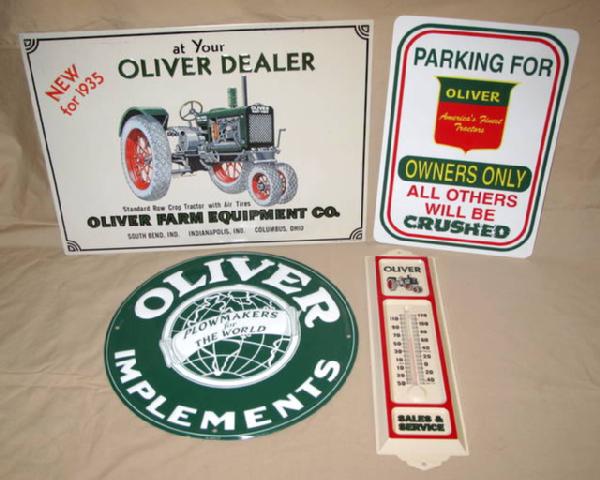 at Your
OLIVER DEALER
NEW
for 1935
OLIVER
Standard Row Crop Tractor with Air Tires
OLIVER FARM EQUIPMENT CO.
SOUTH BEND, IND. INDIANAPOLIS, IND. COLUMBUS, OHIO
PARKING FOR
OLIVER
America's Finest
Tractors
OWNERS ONLY
ALL OTHERS
WILL BE
CRUSHED
OLIVER
PLOWMAKERS
for
THE WORLD
IMPLEMENTS
OLIVER
SALES &
SERVICE